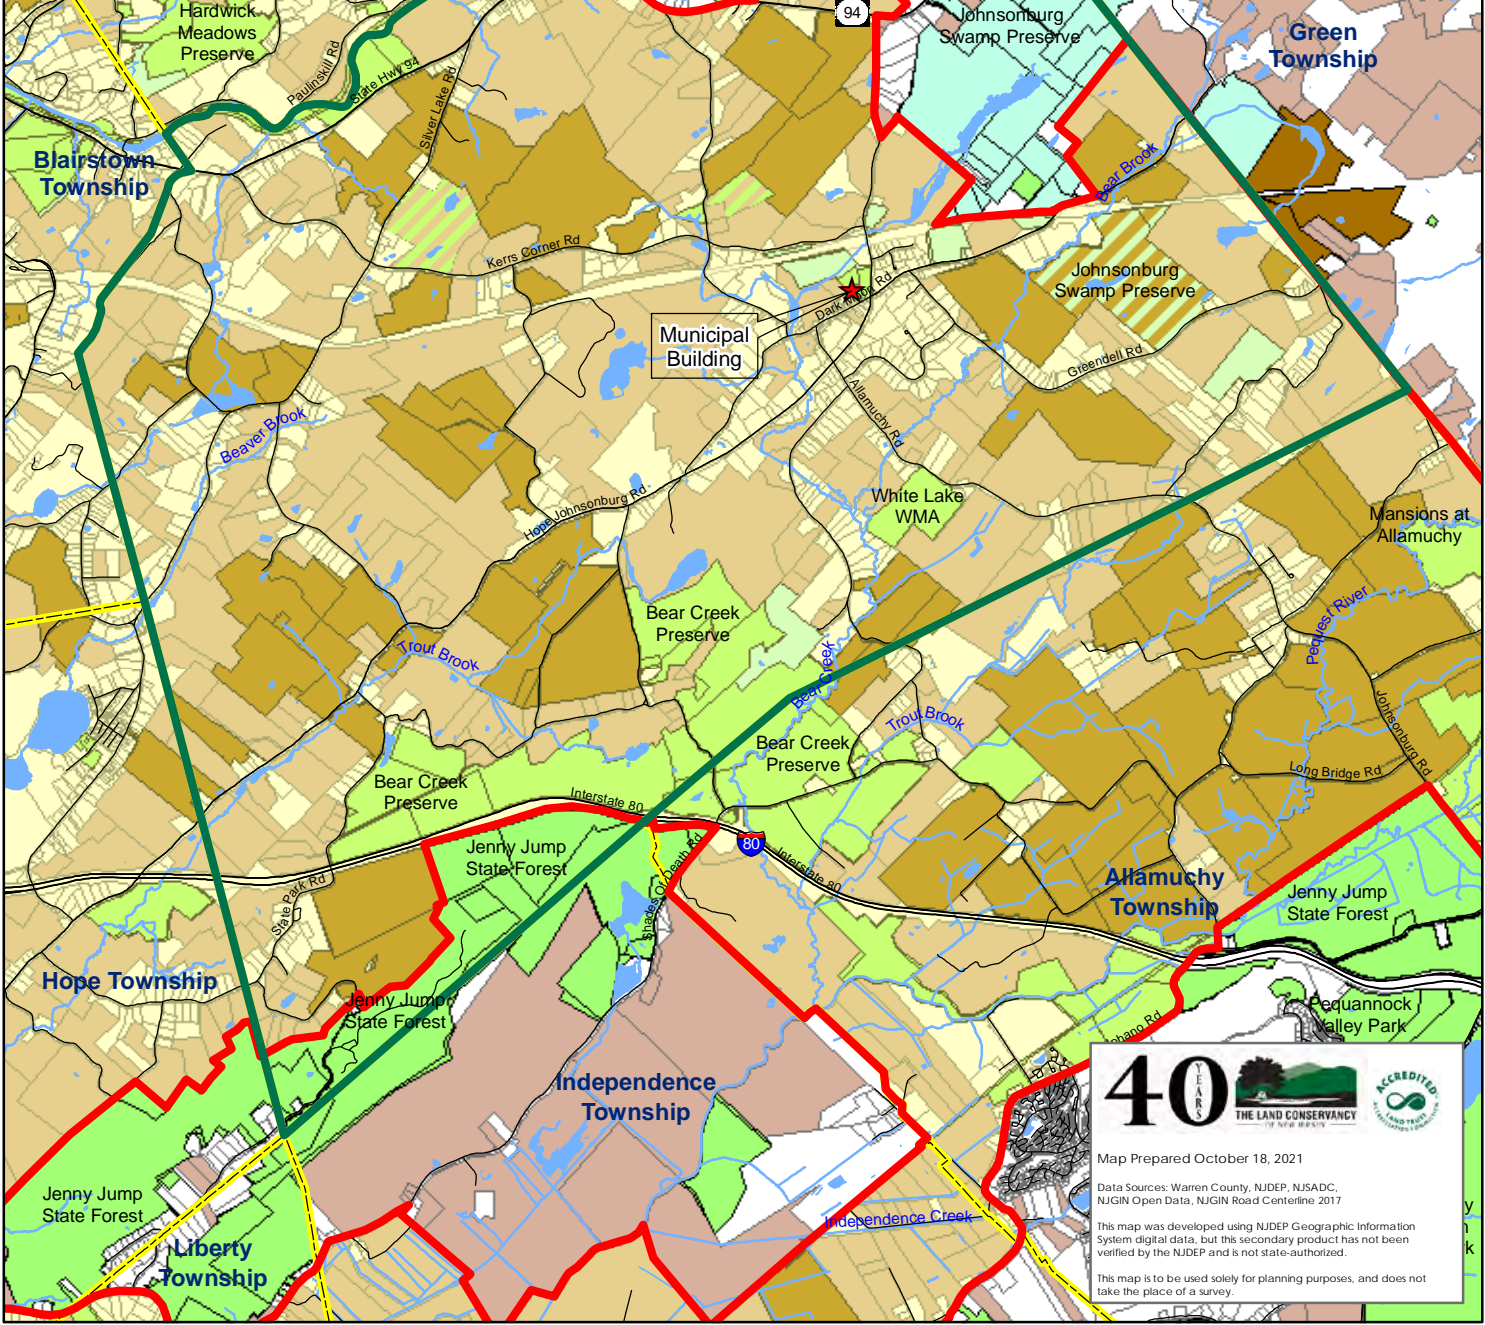 Hardwick
Meadows
Preserve
94
Johnsonburg
Swamp Preserve
Green
Township
Paulinskill Rd
State Hwy 94
Silver Lake Rd
Blairstown
Township
Bear Brook
Kerrs Corner Rd
Johnsonburg
Swamp Preserve
Dark Moon Rd
Municipal
Building
Greendell Rd
Allamuchy Rd
Beaver Brook
White Lake
WMA
Hope Johnsonburg Rd
Mansions at
Allamuchy
Bear Creek
Preserve
Pequest River
Trout Brook
Bear Creek
Trout Brook
Johnsonburg Rd
Bear Creek
Preserve
Long Bridge Rd
Bear Creek
Preserve
Interstate 80
80
Interstate 80
Jenny Jump
State Forest
Shades Of Death Rd
Allamuchy
Township
Jenny Jump
State Forest
State Park Rd
Hope Township
Jenny Jump
State Forest
Pequannock
Valley Park
Independence
Township
40
YEARS
THE LAND CONSERVANCY
OF NEW JERSEY
ACCREDITED
LAND TRUST
Map Prepared October 18, 2021
Data Sources: Warren County, NJDEP, NJSADC,
NJGIN Open Data, NJGIN Road Centerline 2017
This map was developed using NJDEP Geographic Information
System digital data, but this secondary product has not been
verified by the NJDEP and is not state-authorized.
This map is to be used solely for planning purposes, and does not
take the place of a survey.
Jenny Jump
State Forest
Independence Creek
Liberty
Township